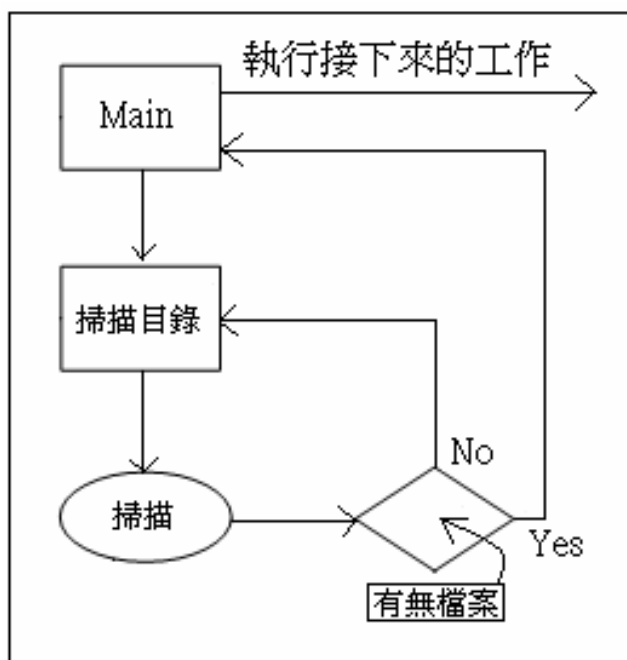 執行接下來的工作
Main
掃描目錄
No
掃描
Yes
有無檔案